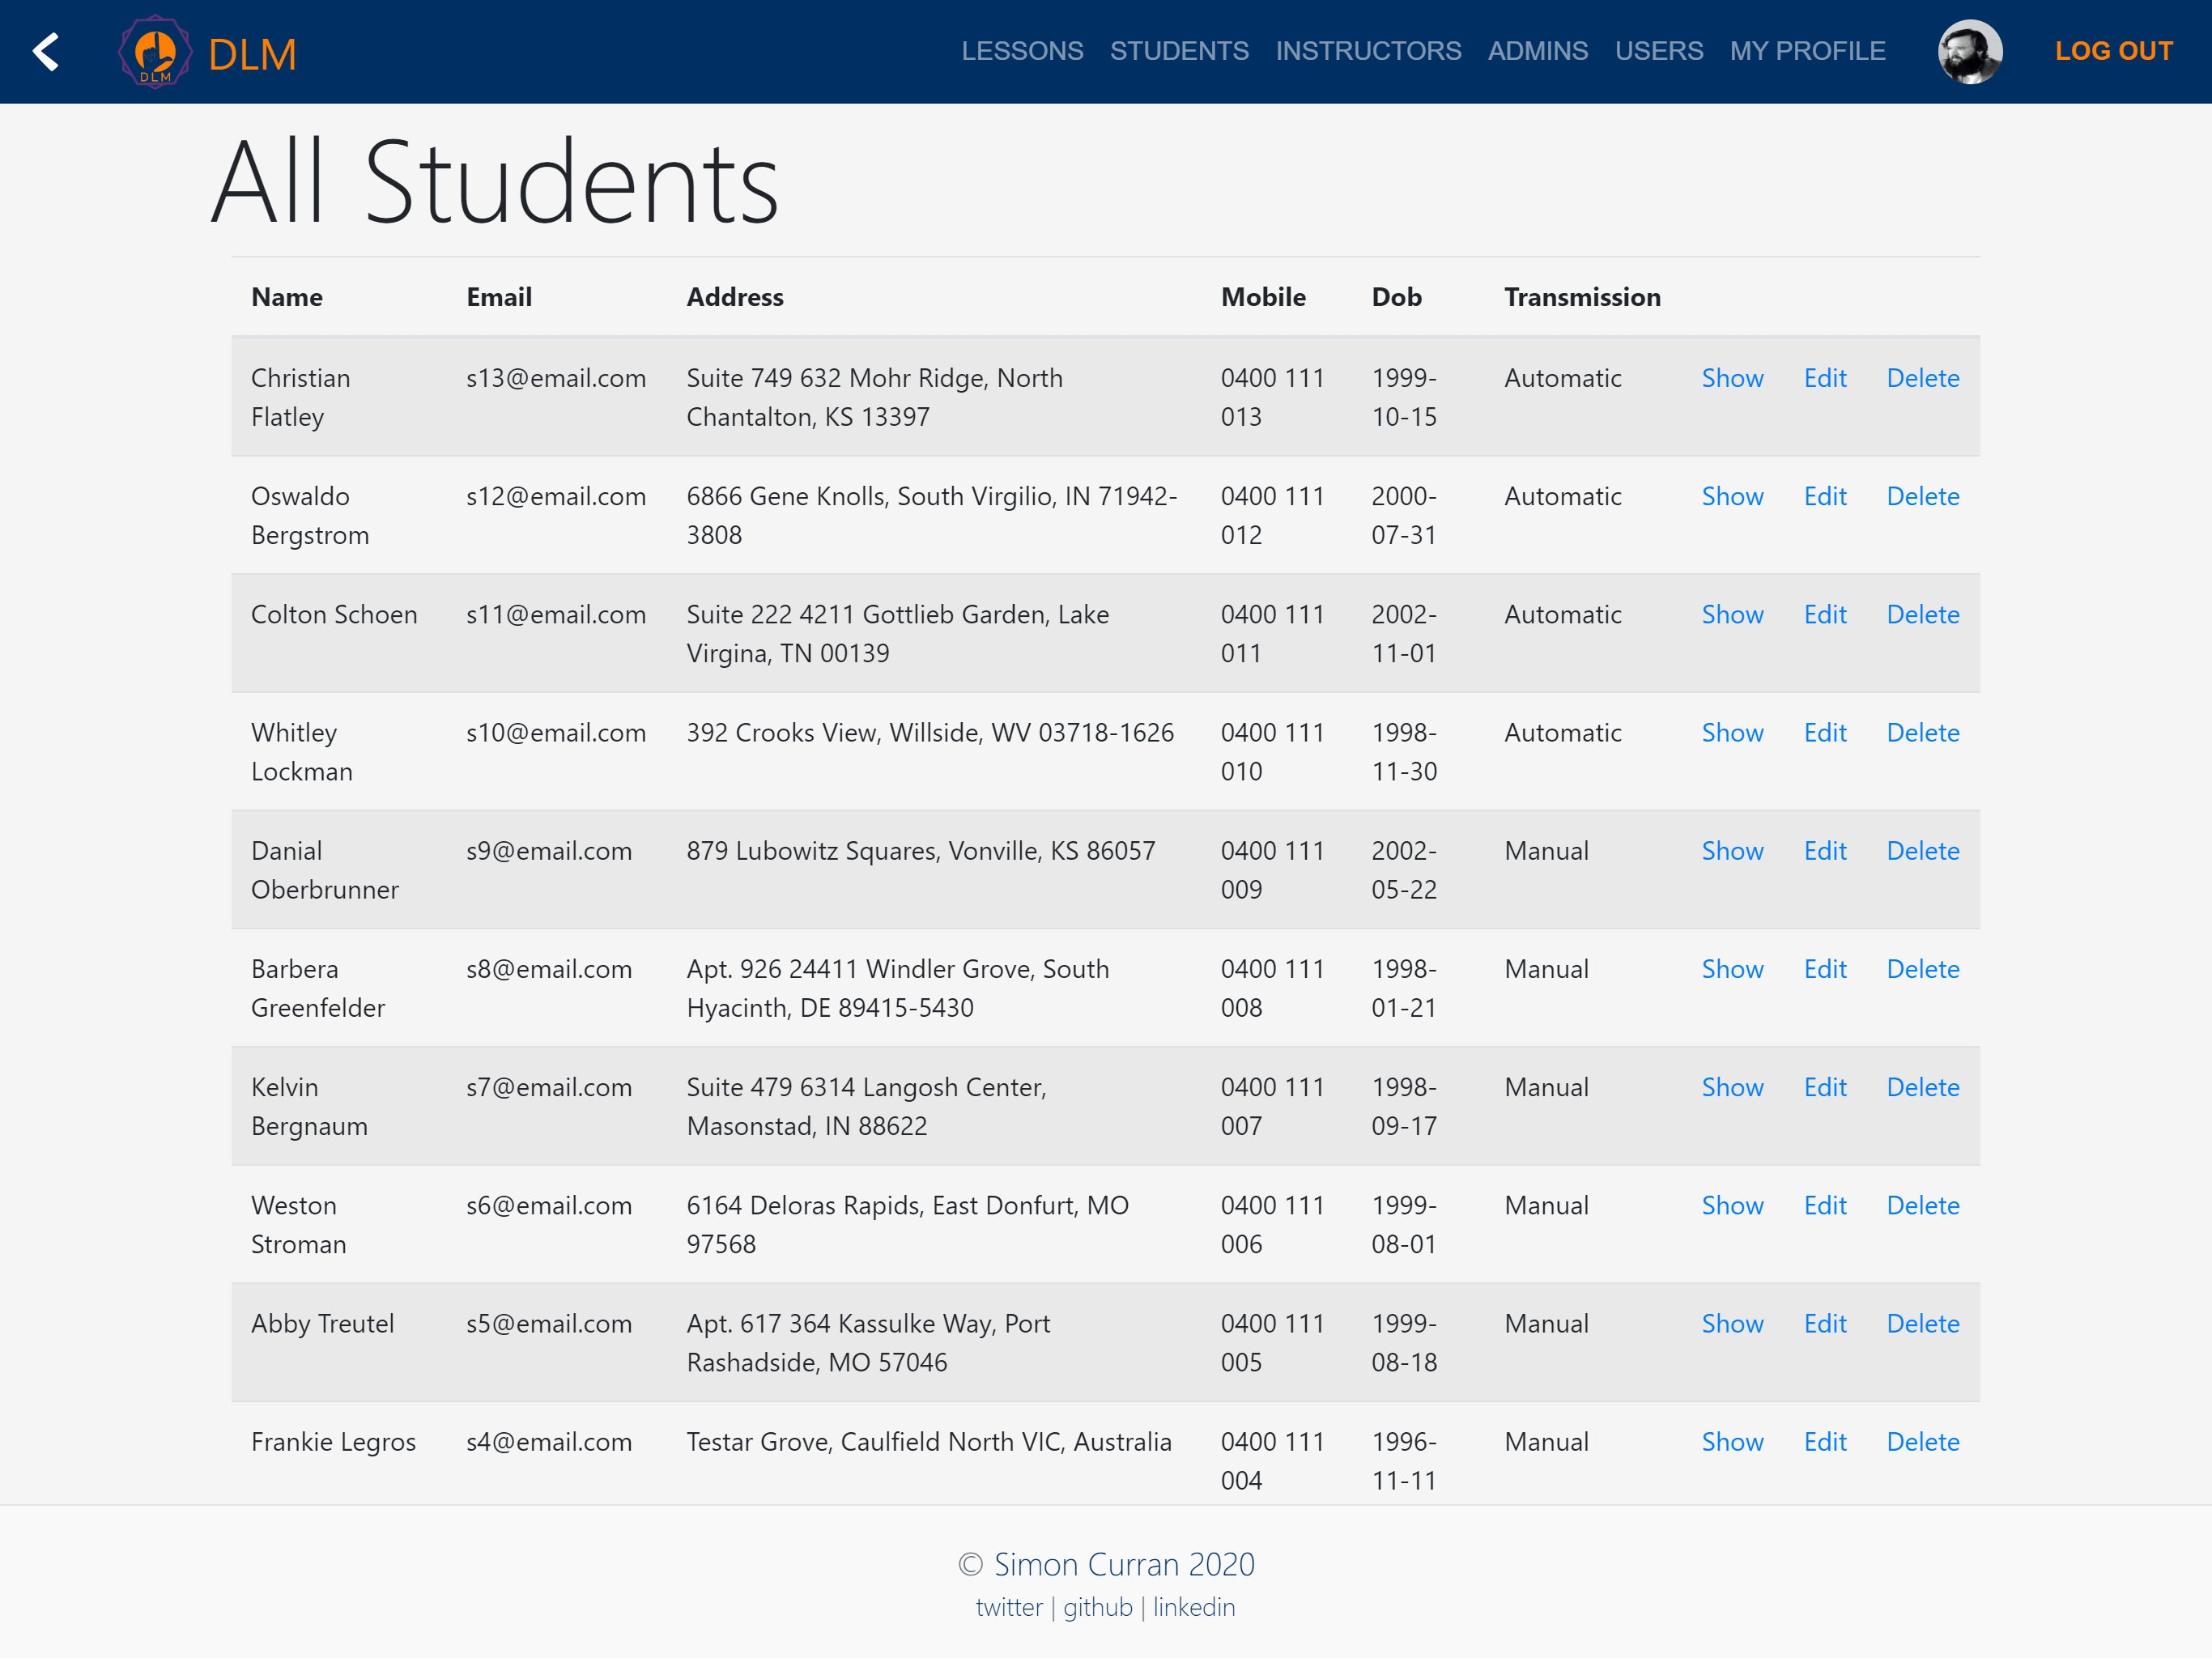 DLM
DLM
LESSONS STUDENTS INSTRUCTORS ADMINS USERS MY PROFILE LOG OUT
All Students
Name Email Address Mobile Dob Transmission
Christian s13@email.com Suite 749 632 Mohr Ridge, North 0400 111 1999- Automatic Show Edit Delete
Flatley Chantalton, KS 13397 013 10-15
Oswaldo s12@email.com 6866 Gene Knolls, South Virgilio, IN 71942- 0400 111 2000- Automatic Show Edit Delete
Bergstrom 3808 012 07-31
Colton Schoen s11@email.com Suite 222 4211 Gottlieb Garden, Lake 0400 111 2002- Automatic Show Edit Delete
Virgina, TN 00139 011 11-01
Whitley s10@email.com 392 Crooks View, Willside, WV 03718-1626 0400 111 1998- Automatic Show Edit Delete
Lockman 010 11-30
Danial s9@email.com 879 Lubowitz Squares, Vonville, KS 86057 0400 111 2002- Manual Show Edit Delete
Oberbrunner 009 05-22
Barbera s8@email.com Apt. 926 24411 Windler Grove, South 0400 111 1998- Manual Show Edit Delete
Greenfelder Hyacinth, DE 89415-5430 008 01-21
Kelvin s7@email.com Suite 479 6314 Langosh Center, 0400 111 1998- Manual Show Edit Delete
Bergnaum Masonstad, IN 88622 007 09-17
Weston s6@email.com 6164 Deloras Rapids, East Donfurt, MO 0400 111 1999- Manual Show Edit Delete
Stroman 97568 006 08-01
Abby Treutel s5@email.com Apt. 617 364 Kassulke Way, Port 0400 111 1999- Manual Show Edit Delete
Rashadside, MO 57046 005 08-18
Frankie Legros s4@email.com Testar Grove, Caulfield North VIC, Australia 0400 111 1996- Manual Show Edit Delete
004 11-11
© Simon Curran 2020
twitter | github | linkedin